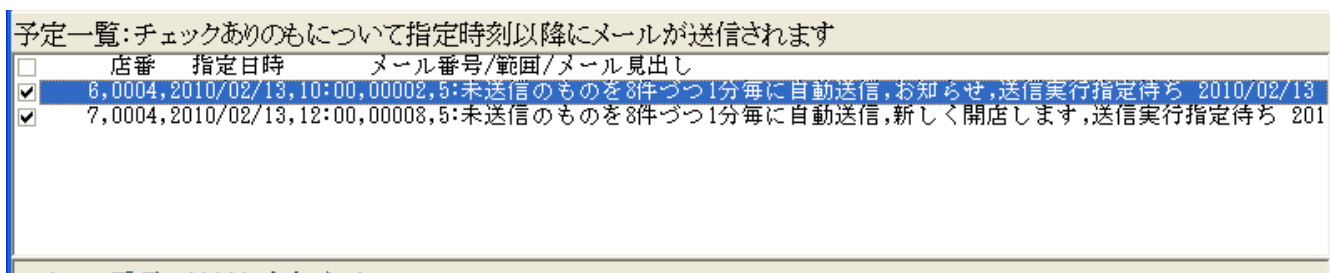 予定一覧:チェックありのもについて指定時刻以降にメールが送信されます
店番 指定日時 メール番号/範囲/メール見出し
6,0004,2010/02/13,10:00,00002,5:未送信のものを8件づつ1分毎に自動送信,お知らせ,送信実行指定待ち 2010/02/13
7,0004,2010/02/13,12:00,00008,5:未送信のものを8件づつ1分毎に自動送信,新しく開店します,送信実行指定待ち 201